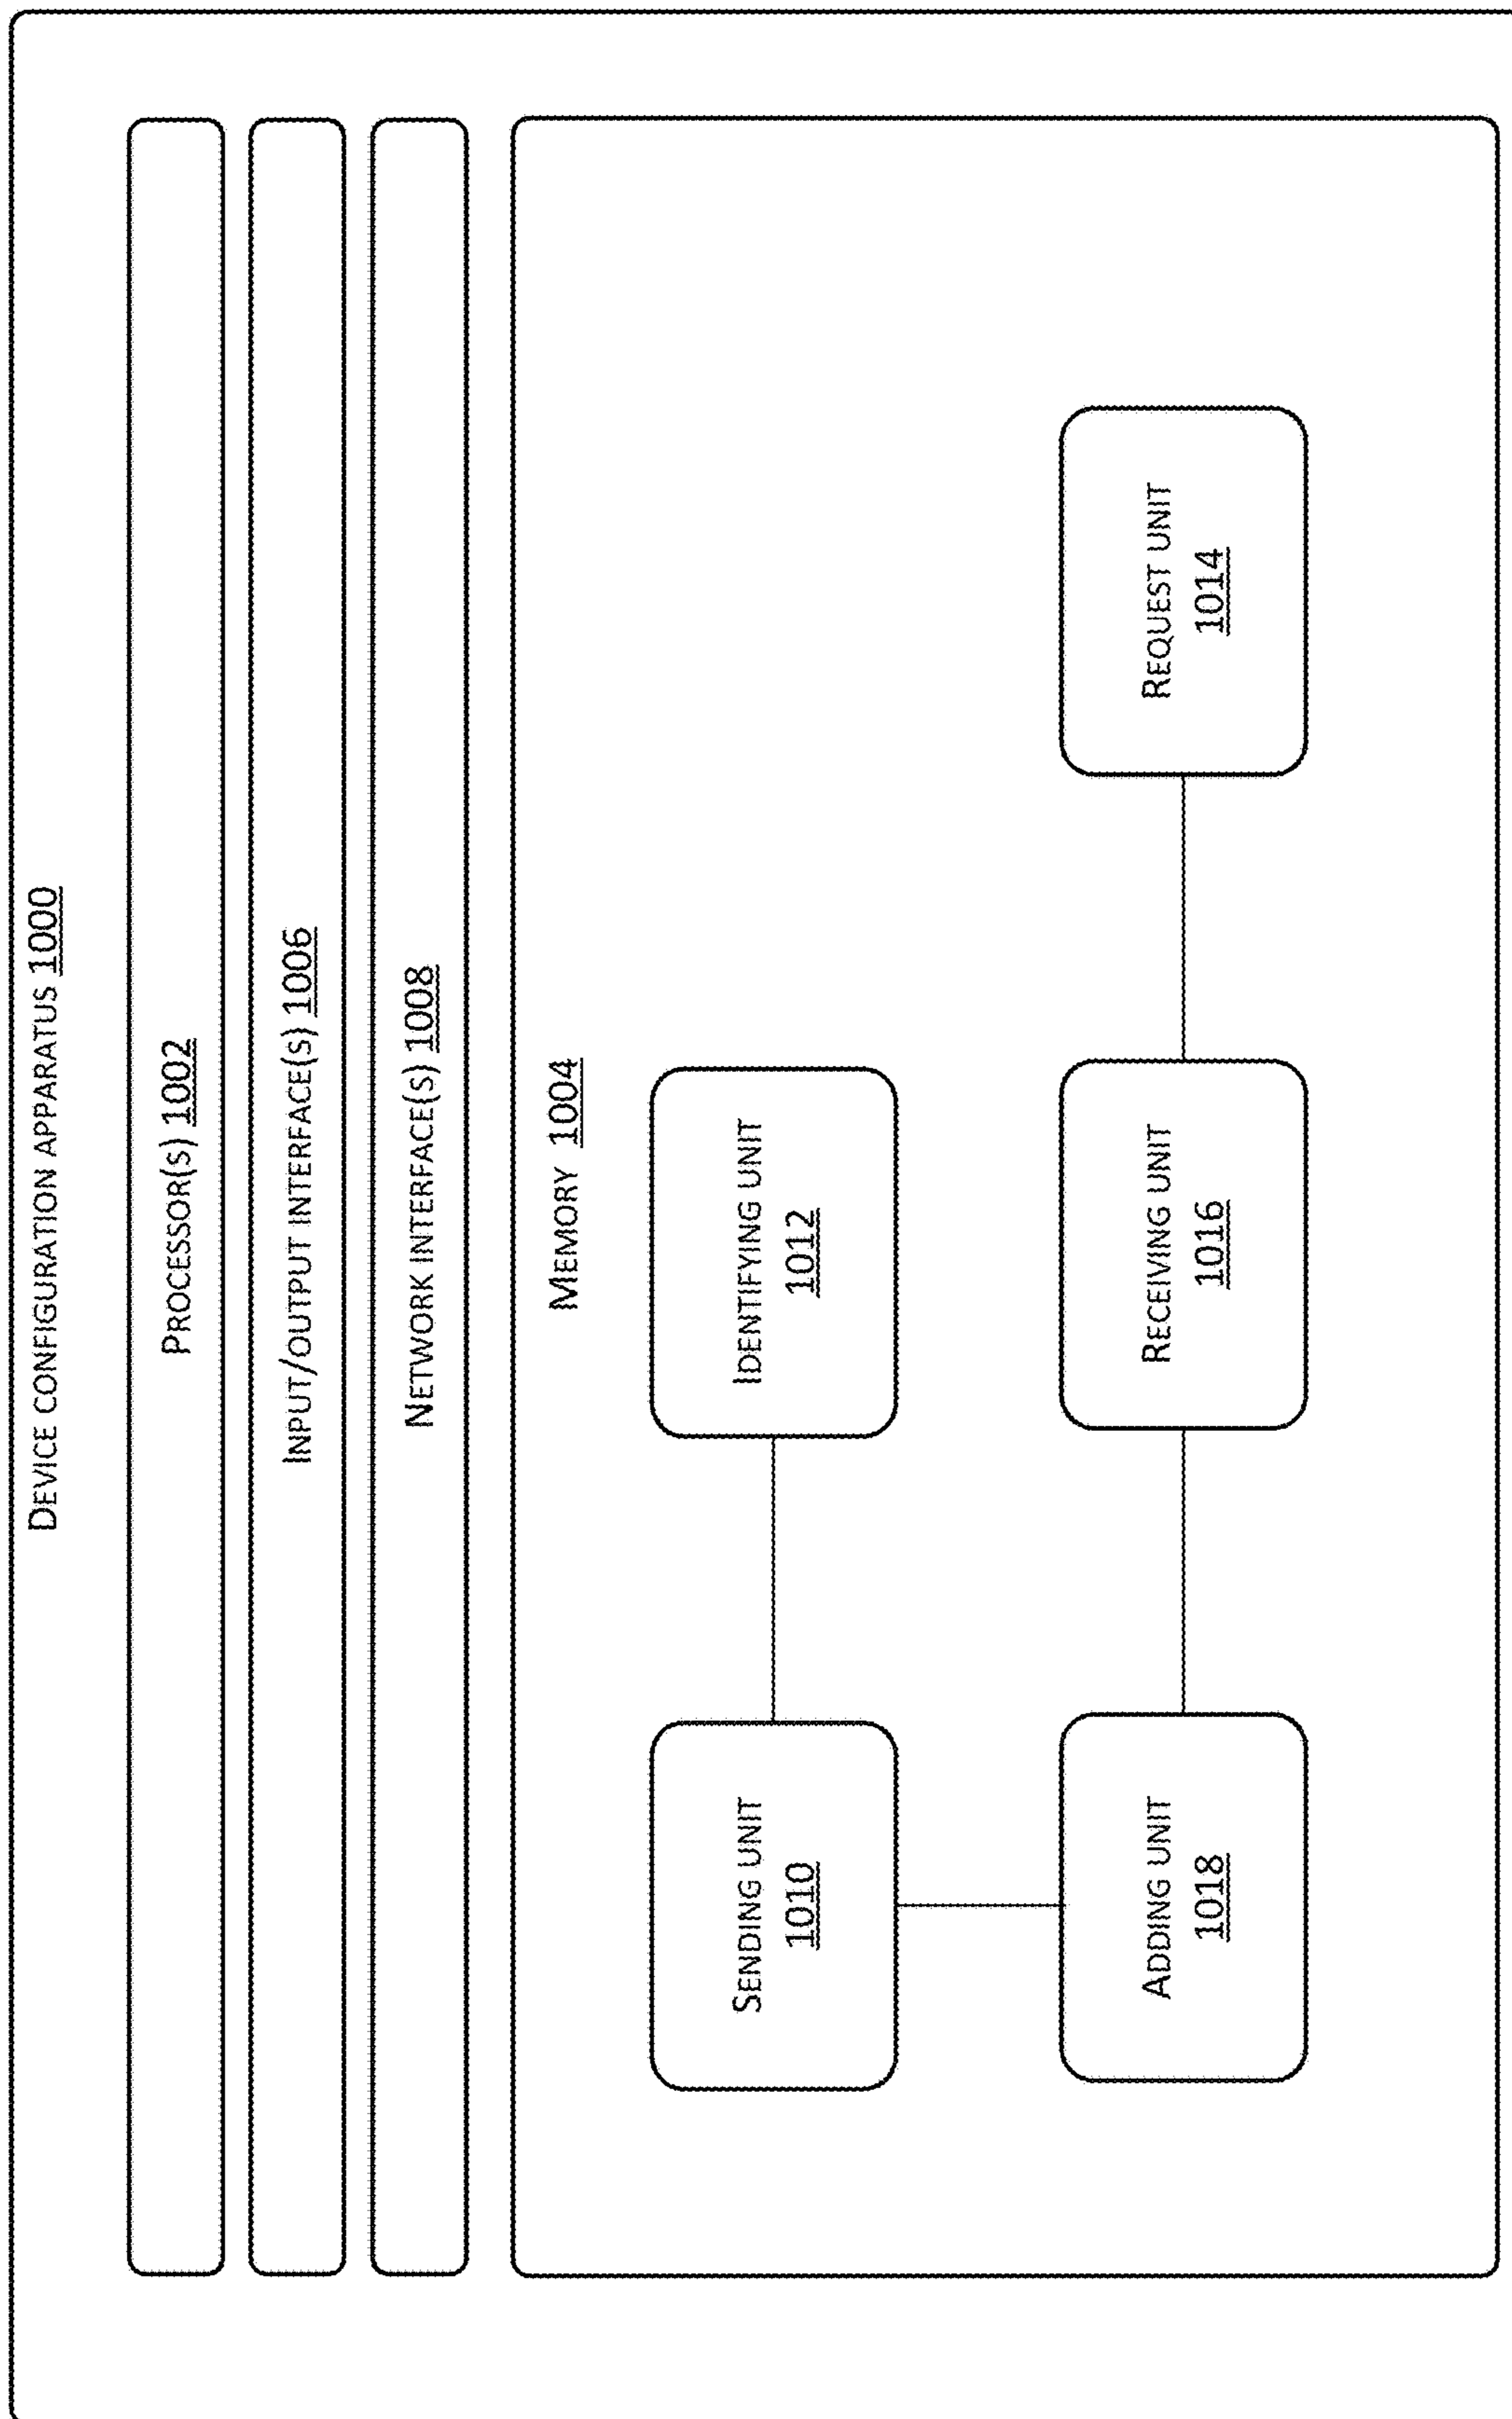 DEVICE CONFIGURATION APPARATUS 1000
PROCESSOR(S) 1002
INPUT/OUTPUT INTERFACE(S) 1006
NETWORK INTERFACE(S) 1008
MEMORY 1004
SENDING UNIT
1010
IDENTIFYING UNIT
1012
ADDING UNIT
1018
RECEIVING UNIT
1016
REQUEST UNIT
1014